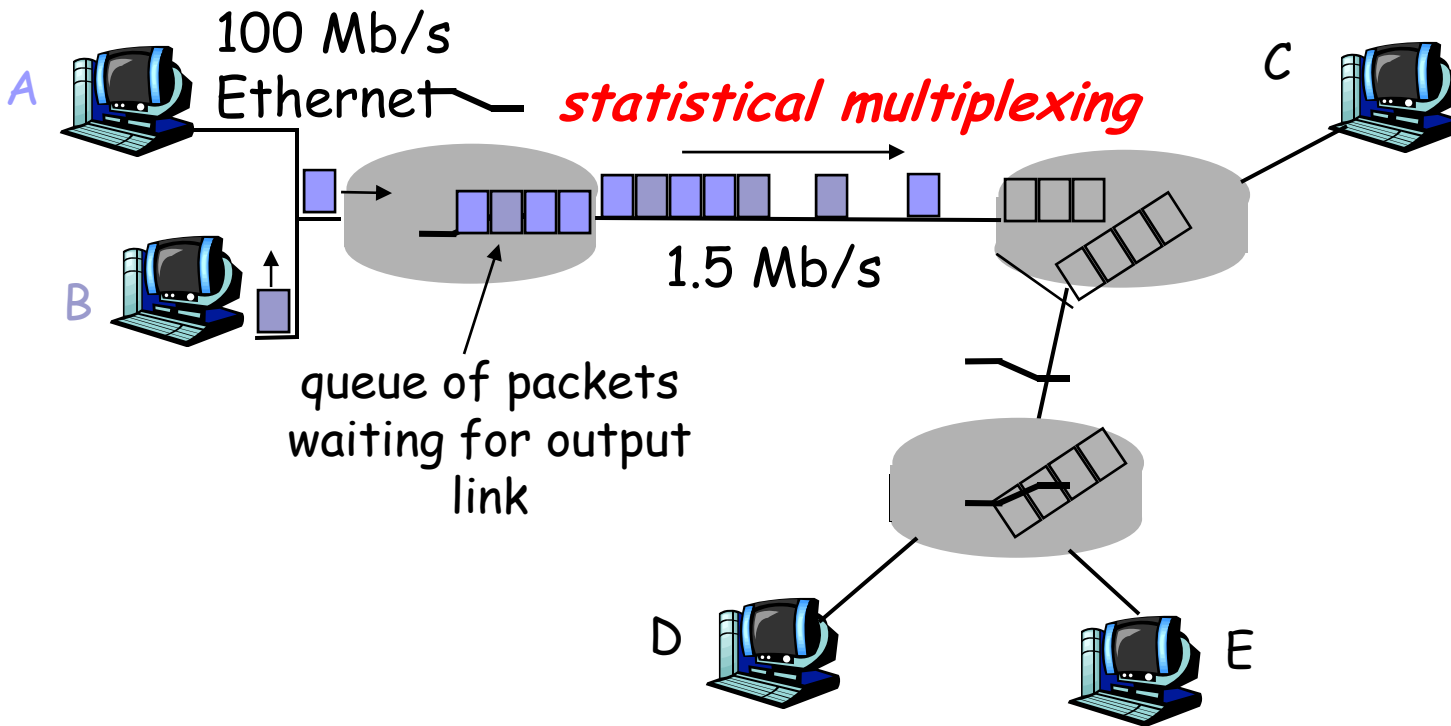 100 Mb/s
Ethernet
statistical multiplexing
A
C
1.5 Mb/s
B
queue of packets
waiting for output
link
D
E